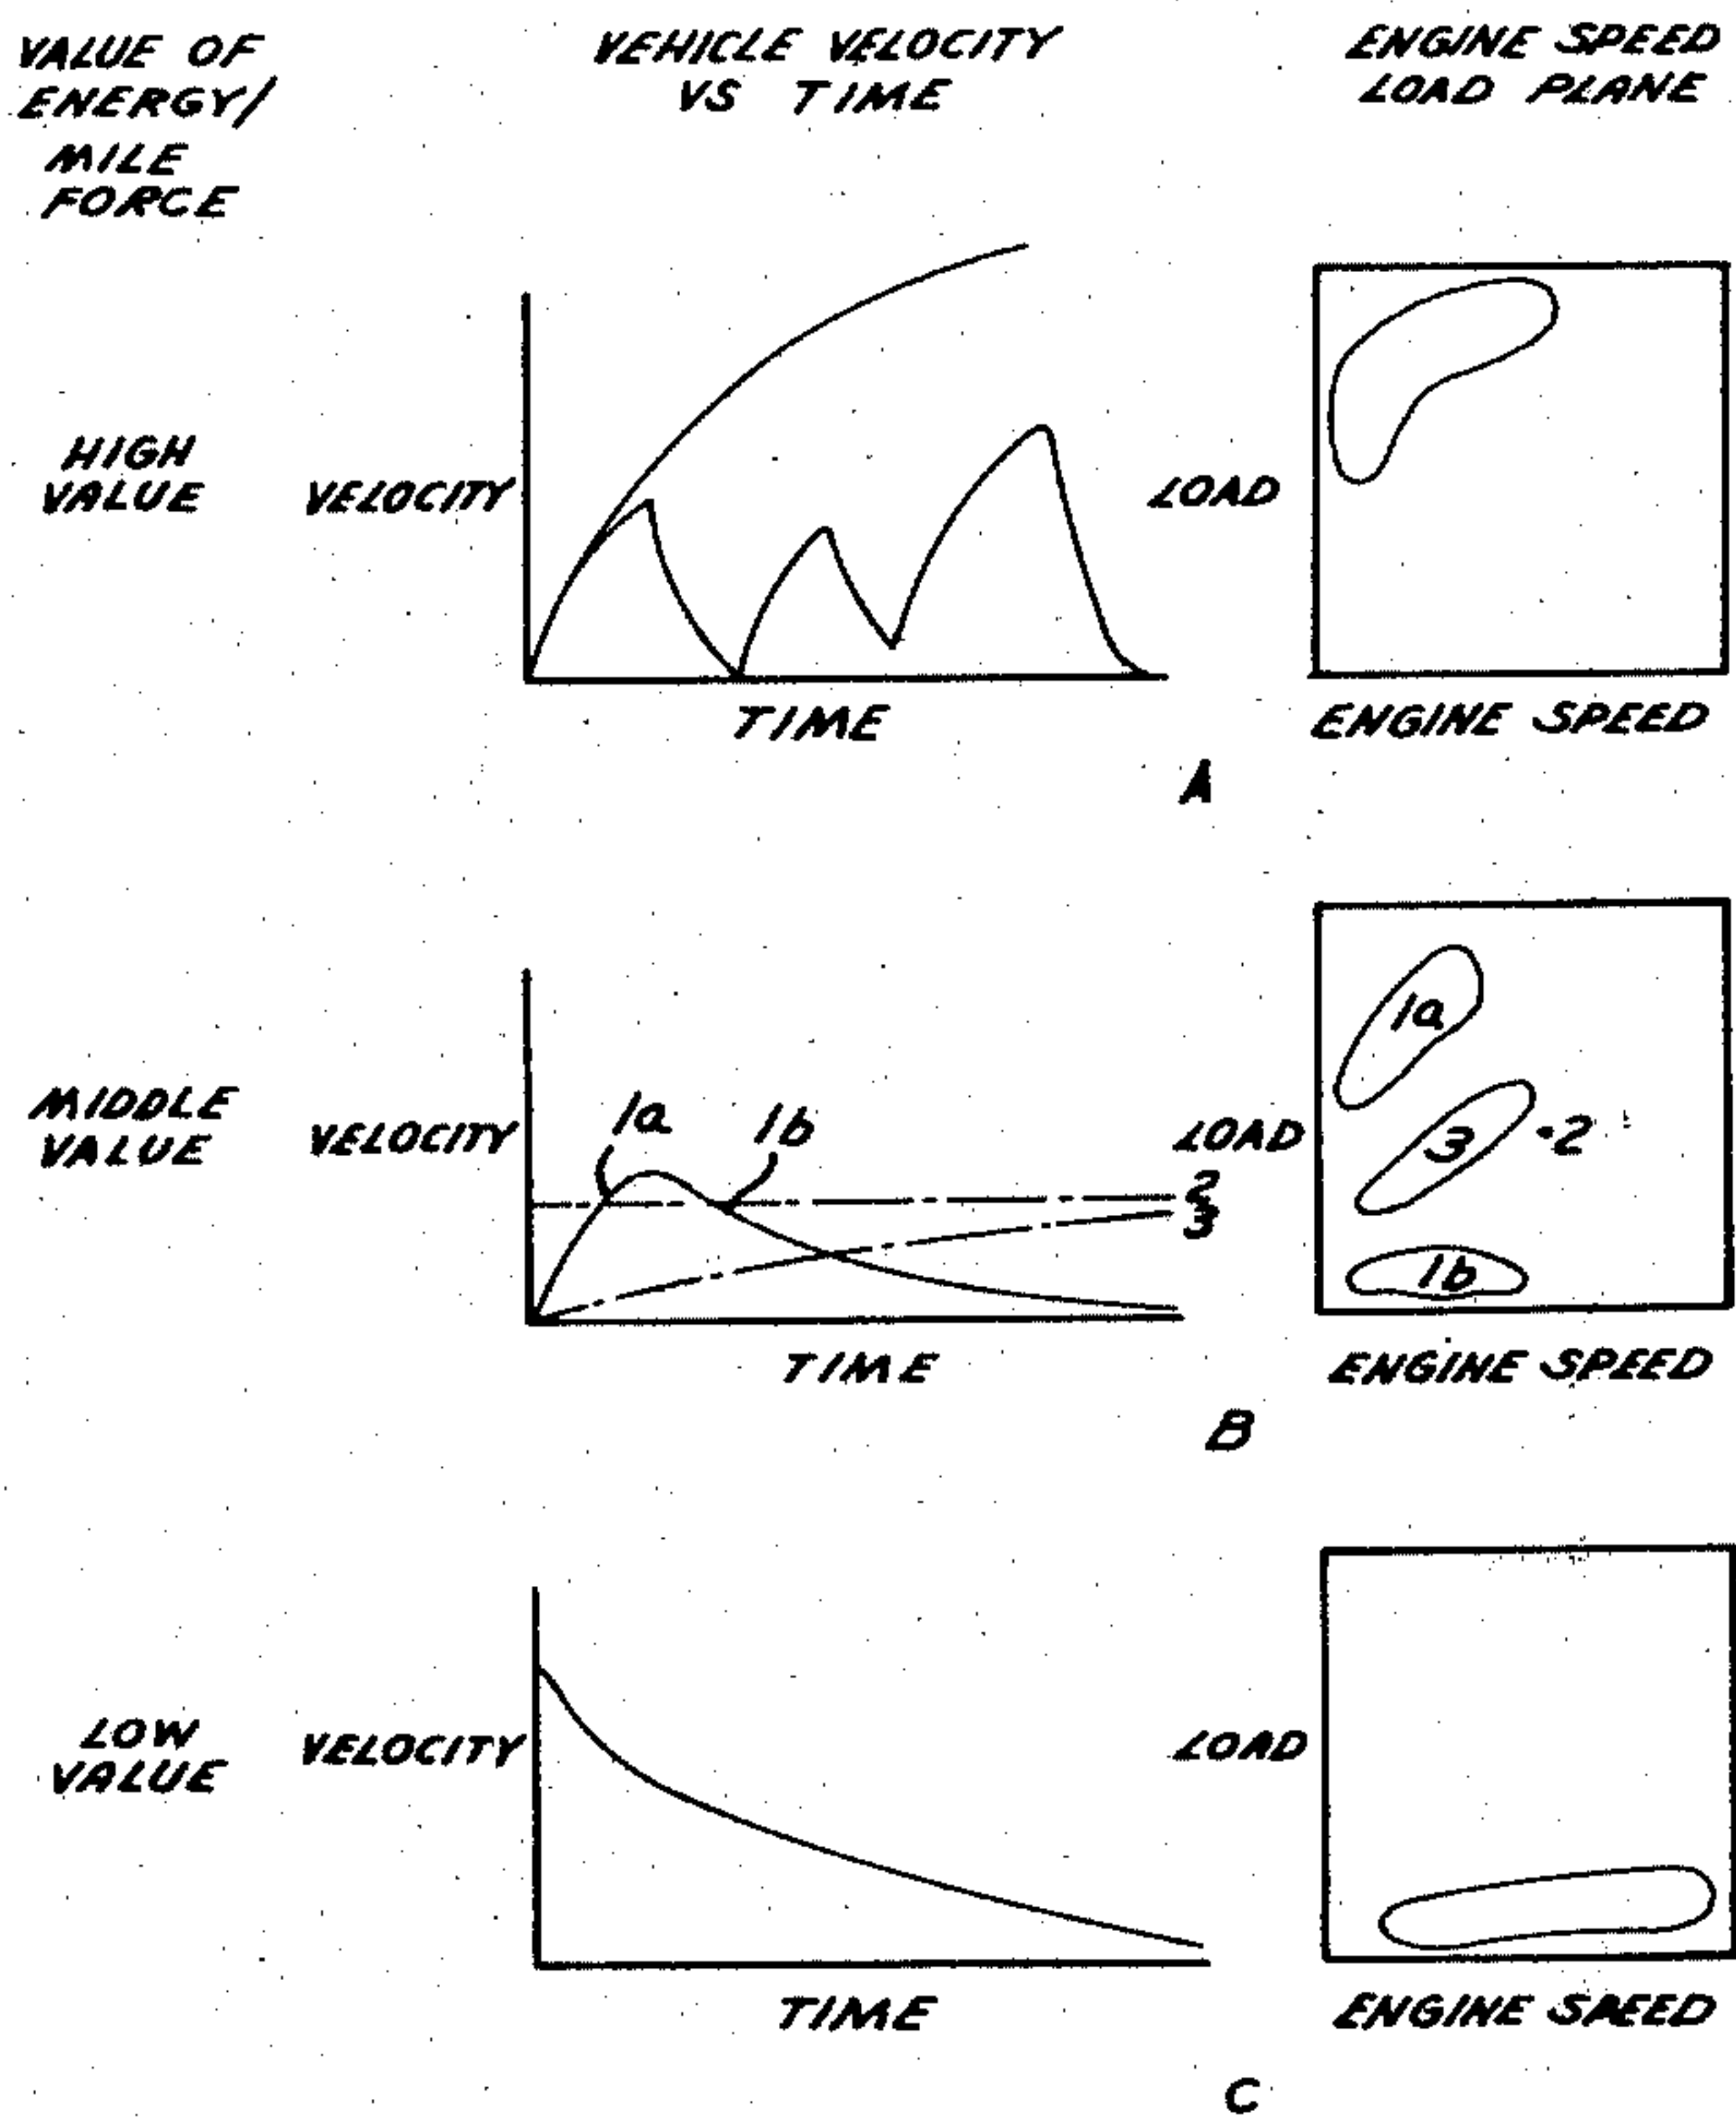 VALUE OF
ENERGY/
MILE
FORCE
VEHICLE VELOCITY
VS TIME
ENGINE SPEED
LOAD PLANE
HIGH
VALUE
VELOCITY
TIME
LOAD
ENGINE SPEED
A
MIDDLE
VALUE
VELOCITY
1a
1b
2
3
TIME
LOAD
1a
3
•2
1b
ENGINE SPEED
B
LOW
VALUE
VELOCITY
TIME
LOAD
ENGINE SPEED
C